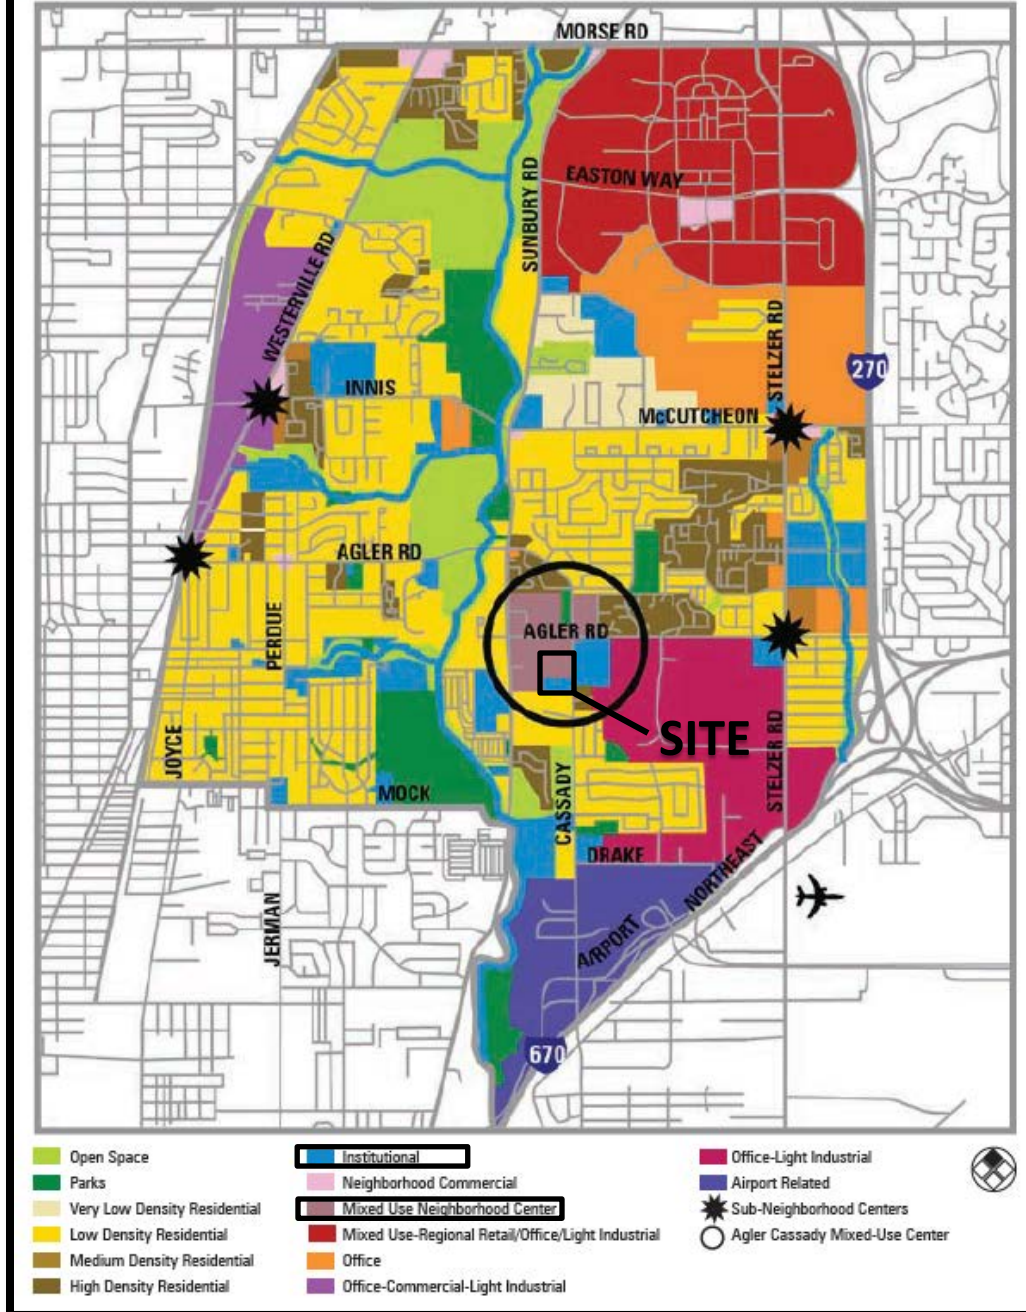 MORSE RD
SUNBURY RD
EASTON WAY
WESTERVILLE RD
STELZER RD
270
INNIS
McCUTCHEON
AGLER RD
PERDUE
AGLER RD
SITE
JOYCE
STELZER RD
MOCK
CASSADY
DRAKE
NORTHEAST
JERMAN
AIRPORT
670
Open Space
Parks
Very Low Density Residential
Low Density Residential
Medium Density Residential
High Density Residential
Institutional
Neighborhood Commercial
Mixed Use Neighborhood Center
Mixed Use-Regional Retail/Office/Light Industrial
Office
Office-Commercial-Light Industrial
Office-Light Industrial
Airport Related
Sub-Neighborhood Centers
Agler Cassady Mixed-Use Center